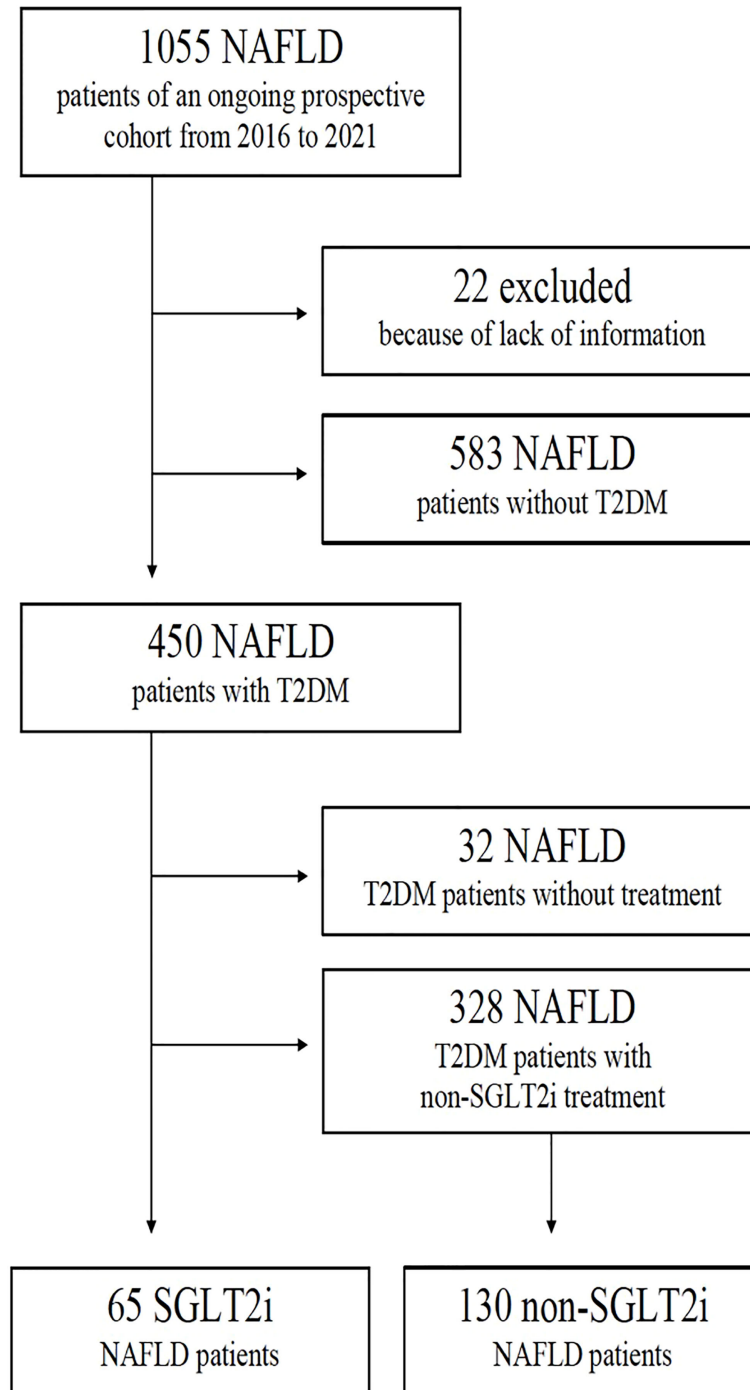 1055 NAFLD
patients of an ongoing prospective
cohort from 2016 to 2021
22 excluded
because of lack of information
583 NAFLD
patients without T2DM
450 NAFLD
patients with T2DM
32 NAFLD
T2DM patients without treatment
328 NAFLD
T2DM patients with
non-SGLT2i treatment
65 SGLT2i
NAFLD patients
130 non-SGLT2i
NAFLD patients